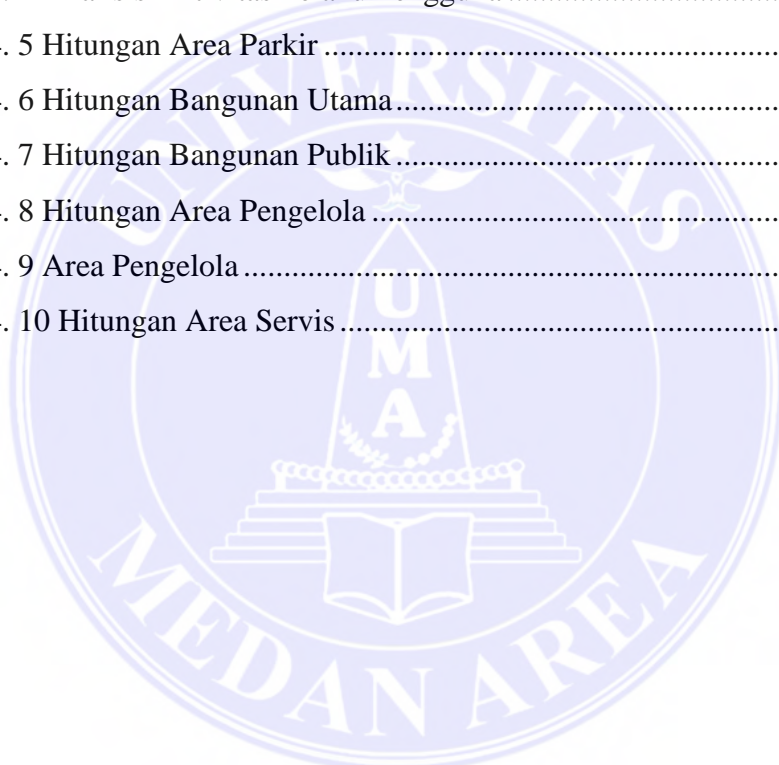 . 5 Hitungan Area Parkir ............................................................
. 6 Hitungan Bangunan Utama ..................................................
. 7 Hitungan Bangunan Publik ..................................................
. 8 Hitungan Area Pengelola .....................................................
. 9 Area Pengelola .....................................................................
. 10 Hitungan Area Servis .........................................................
UNIVERSITAS
UMA
MEDAN AREA